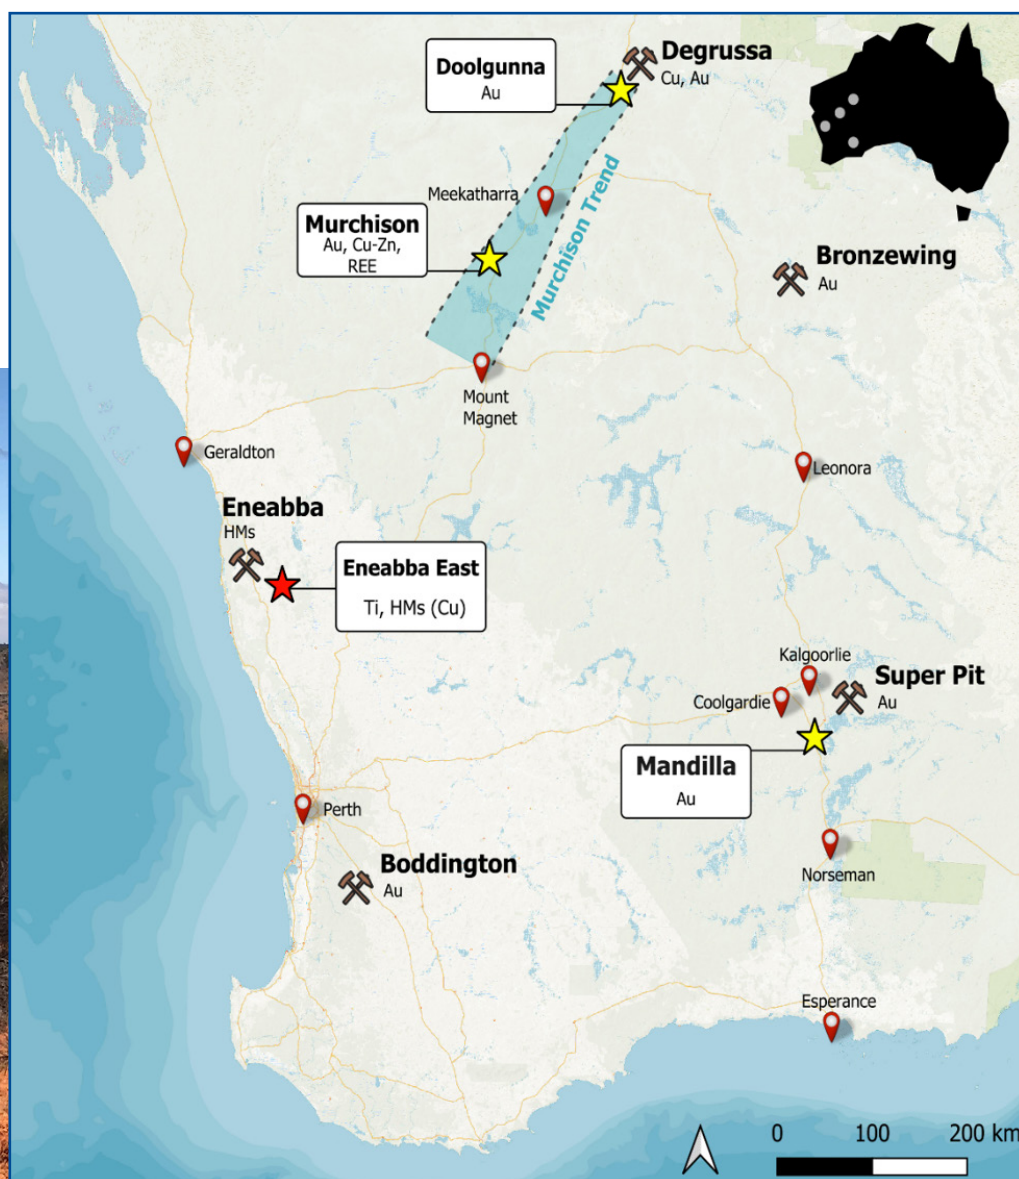 Degrussa
Cu, Au
Doolgunna
Au
Meekatharra
Murchison
Au, Cu-Zn,
REE
Murchison Trend
Bronzewing
Au
Mount
Magnet
Geraldton
Leonora
Eneabba
HMs
Eneabba East
Ti, HMs (Cu)
Kalgoorlie
Super Pit
Au
Coolgardie
Mandilla
Au
Perth
Norseman
Boddington
Au
Esperance
0 100 200 km